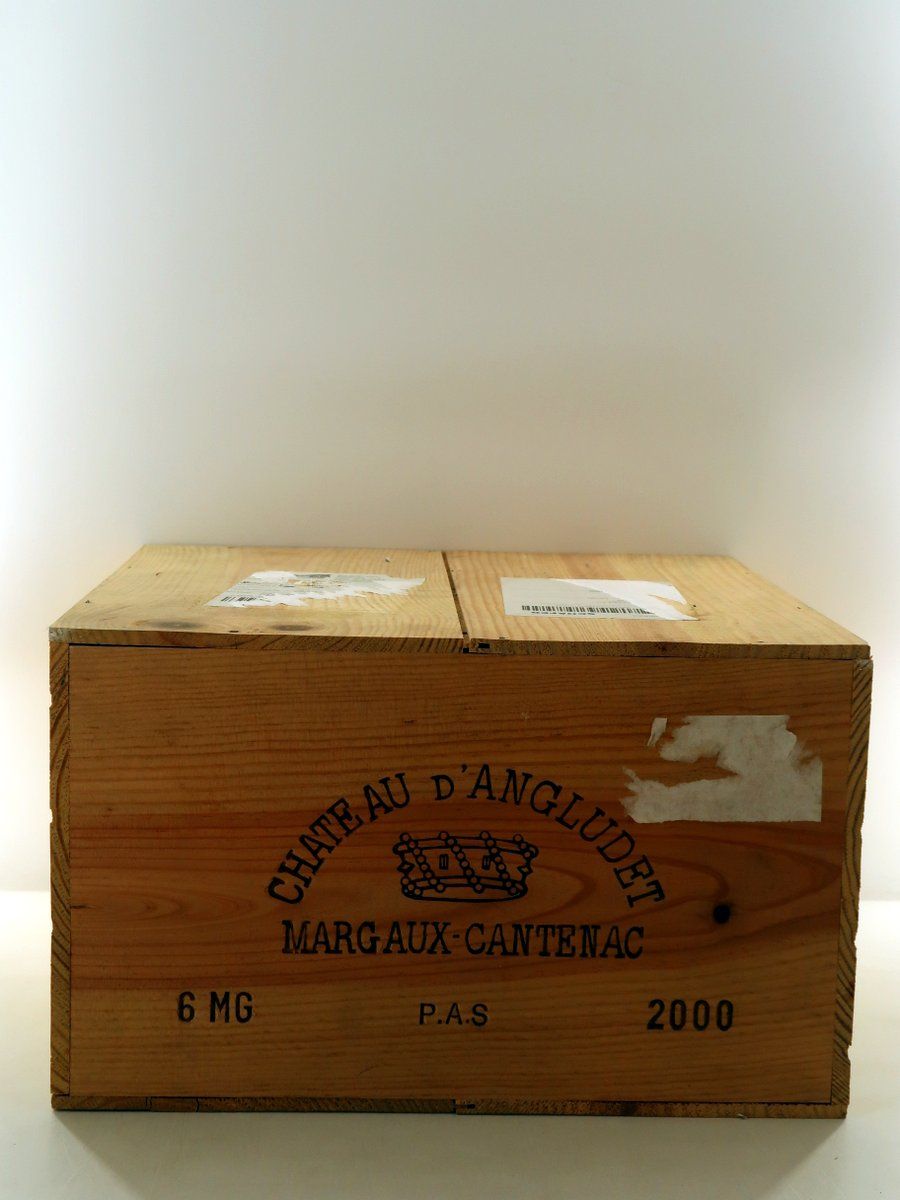 CHATEAU D'ANGLUDET
MARGAUX-CANTENAC
6 MG P.A.S 2000